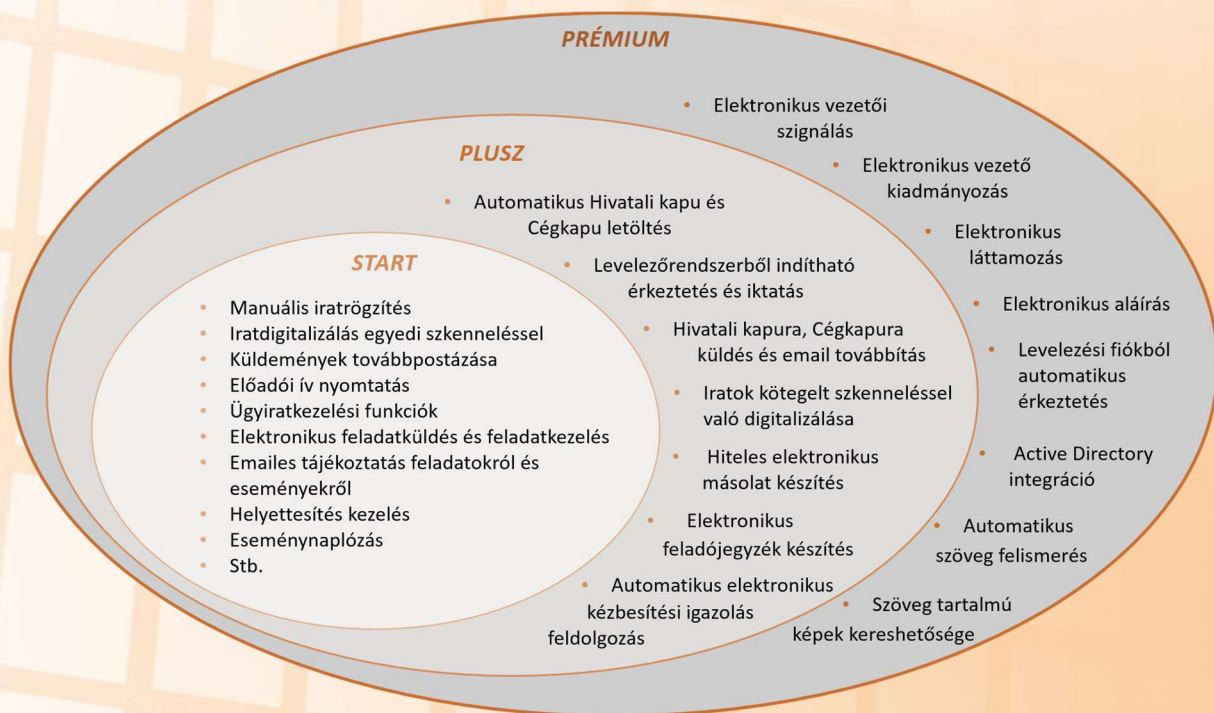 PRÉMIUM
• Elektronikus vezetői
szignálás
• Elektronikus vezető
kiadmányozás
• Elektronikus
láttamozás
• Elektronikus aláírás
• Levelezési fiókból
automatikus
érkeztetés
• Active Directory
integráció
• Automatikus
szöveg felismerés
• Szöveg tartalmú
képek kereshetősége
PLUSZ
• Automatikus Hivatali kapu és
Cégkapu letöltés
• Levelezőrendszerből indítható
érkeztetés és iktatás
• Hivatali kapura, Cégkapura
küldés és email továbbítás
• Iratok kötegelt szkenneléssel
való digitalizálása
• Hiteles elektronikus
másolat készítés
• Elektronikus
feladójegyzék készítés
• Automatikus elektronikus
kézbesítési igazolás
feldolgozás
START
• Manuális iratrögzítés
• Iratdigitalizálás egyedi szkenneléssel
• Küldemények továbbpostázása
• Előadói ív nyomtatás
• Ügyiratkezelési funkciók
• Elektronikus feladatküldés és feladatkezelés
• Emailes tájékoztatás feladatokról és
eseményekről
• Helyettesítés kezelés
• Eseménynaplózás
• Stb.